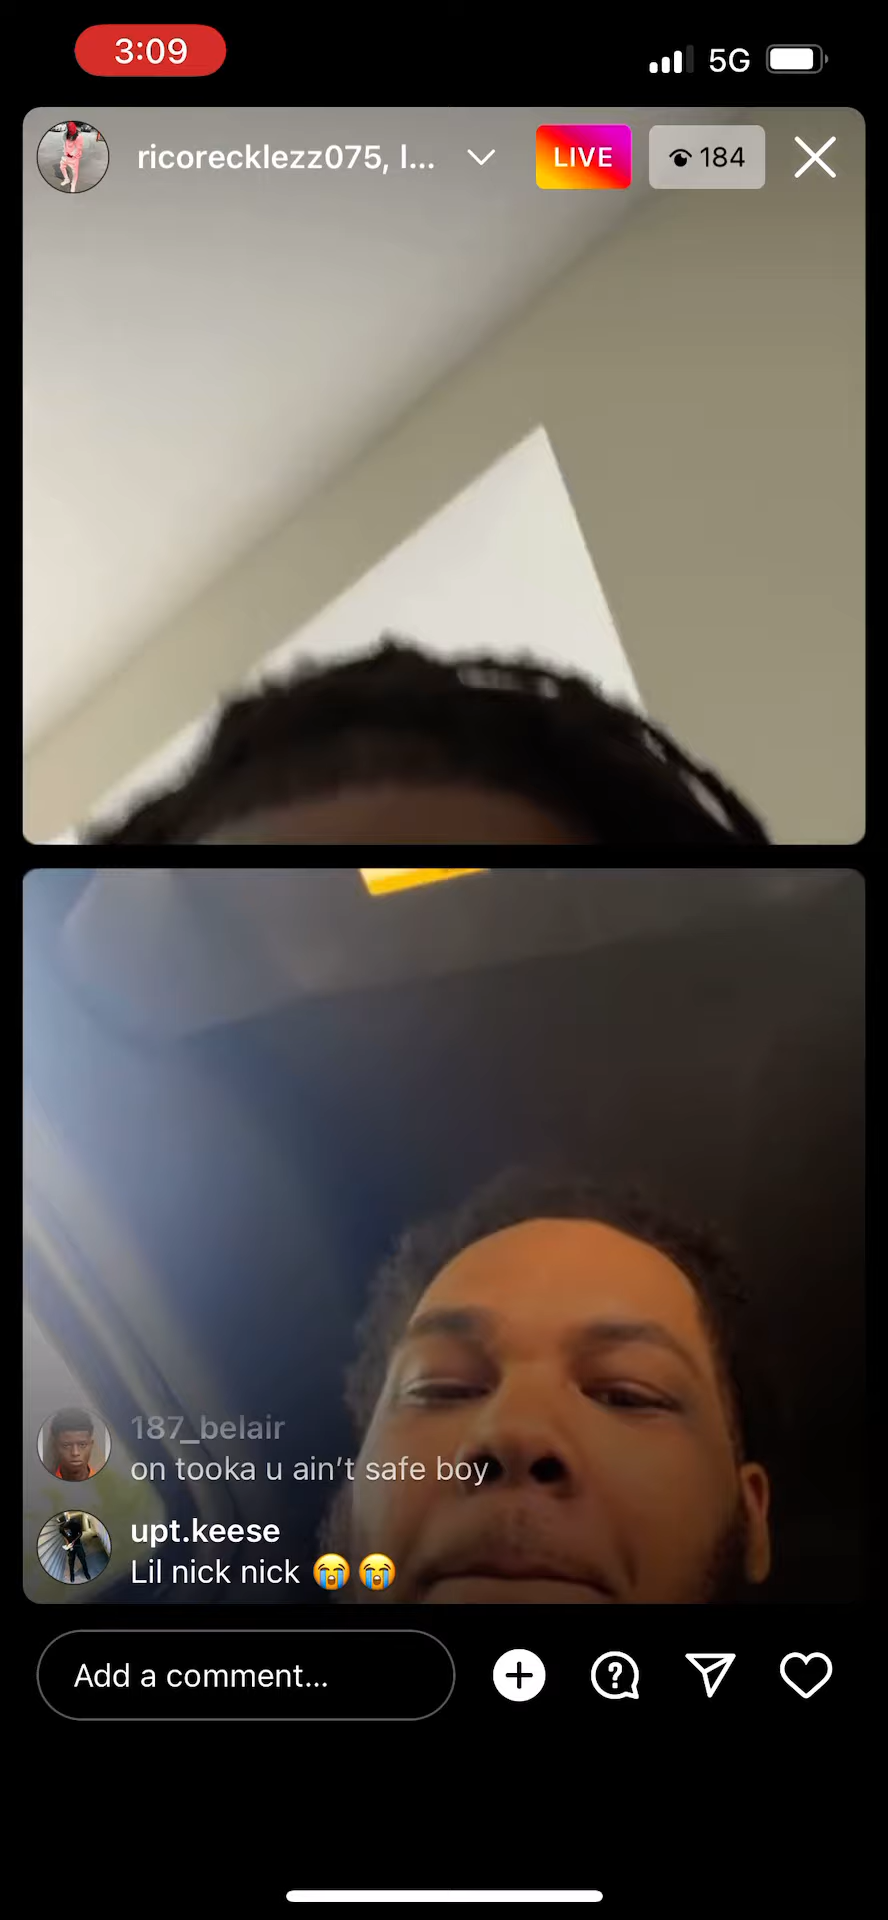 3:09
5G
ricorecklezz075, l...
LIVE
184
187_belair
on tooka u ain't safe boy
upt.keese
Lil nick nick 😭😭
Add a comment...